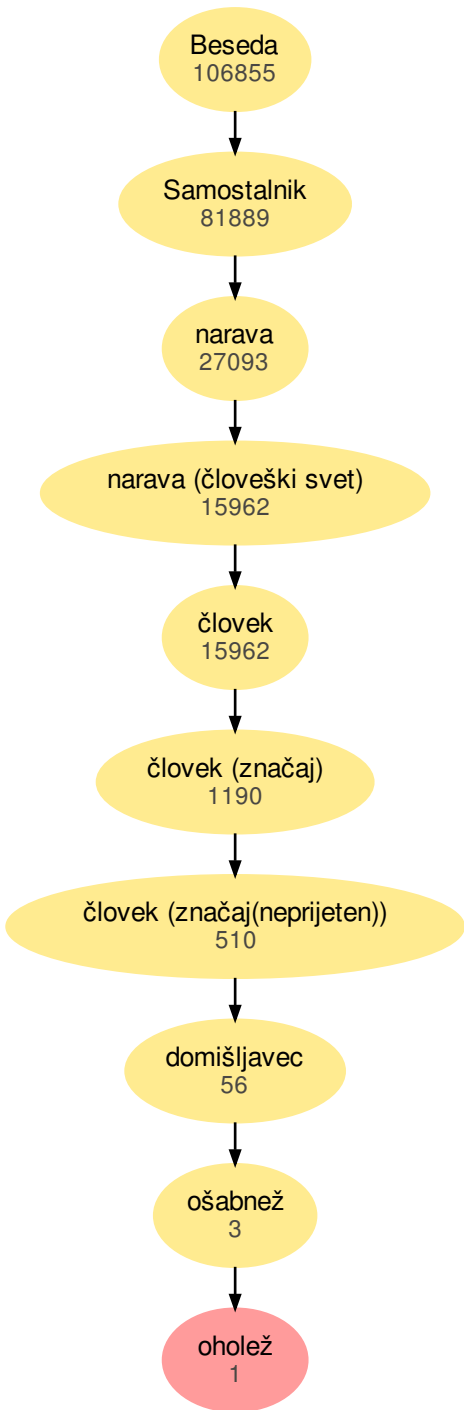 Beseda
106855
Samostalnik
81889
narava
27093
narava (človeški svet)
15962
človek
15962
človek (značaj)
1190
človek (značaj(neprijeten))
510
domišljavec
56
ošabnež
3
oholež
1